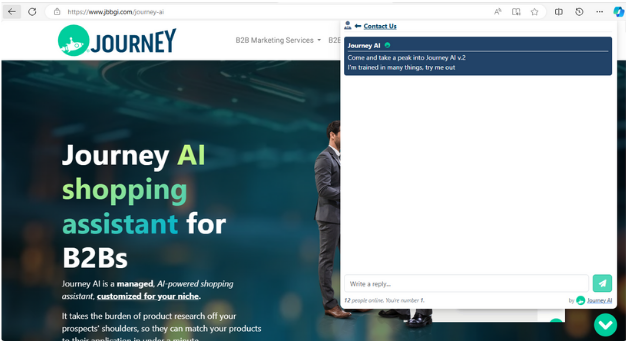 https://www.jbbgi.com/journey-ai
JOURNEY
B2B Marketing Services
B2B
Contact Us
Journey AI
Come and take a peak into Journey AI v.2
I'm trained in many things, try me out
Journey AI
shopping
assistant for
B2Bs
Journey AI is a managed, AI-powered shopping
assistant, customized for your niche.
It takes the burden of product research off your
prospects' shoulders, so they can match your products
to their application in under a minute.
Write a reply...
12 people online. You're number 1.
by Journey AI